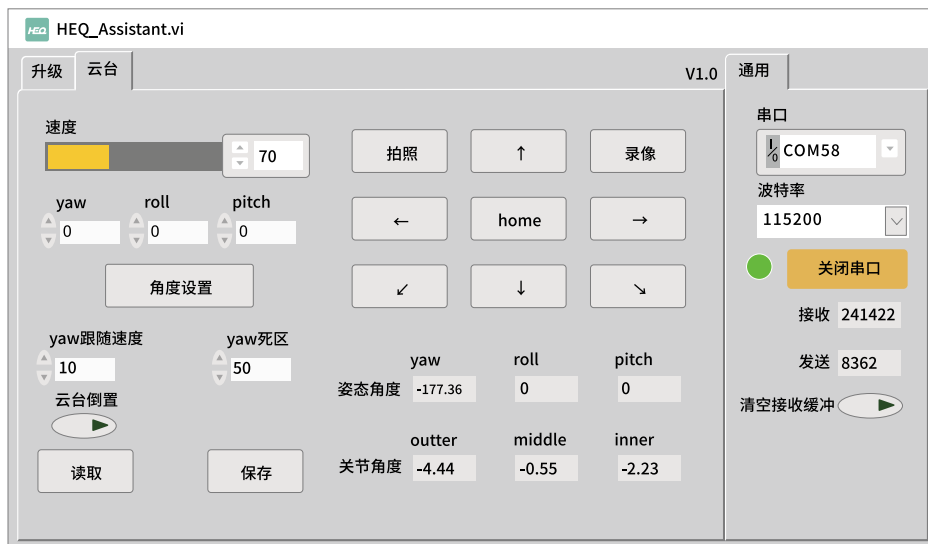 HEQ HEQ_Assistant.vi
升级 云台 V1.0 通用
速度
70
yaw roll pitch
0 0 0
角度设置
yaw跟随速度 yaw死区
10 50
云台倒置
读取 保存
拍照 ↑ 录像
← home →
↙ ↓ ↘
yaw roll pitch
姿态角度 -177.36 0 0
outter middle inner
关节角度 -4.44 -0.55 -2.23
串口
I/0 COM58
波特率
115200
关闭串口
接收 241422
发送 8362
清空接收缓冲